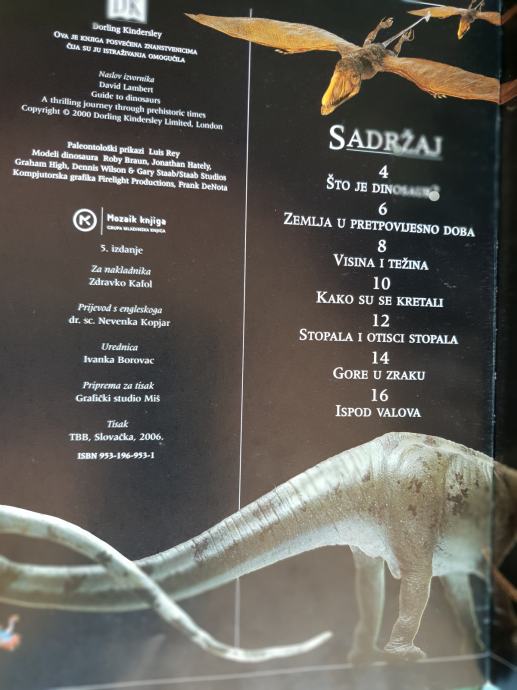 DK
Dorling Kindersley
Ova je knjiga posvećena znanstvenicima
čija su ju istraživanja omogućila
Naslov izvornika
David Lambert
Guide to dinosaurs
A thrilling journey through prehistoric times
Copyright © 2000 Dorling Kindersley Limited, London
Paleontološki prikazi Luis Rey
Modeli dinosaura Roby Braun, Jonathan Hately,
Graham High, Dennis Wilson & Gary Staab/Staab Studios
Kompjutorska grafika Firelight Productions, Frank DeNota
Mozaik knjiga
GRUPA MLADINSKA KNJIGA
5. izdanje
Za nakladnika
Zdravko Kafol
Prijevod s engleskoga
dr. sc. Nevenka Kopjar
Urednica
Ivanka Borovac
Priprema za tisak
Grafički studio Miš
Tisak
TBB, Slovačka, 2006.
ISBN 953-196-953-1
Sadržaj
4
Što je
6
Zemlja u pretpovijesno doba
8
Visina i težina
10
Kako su se kretali
12
Stopala i otisci stopala
14
Gore u zraku
16
Ispod valova